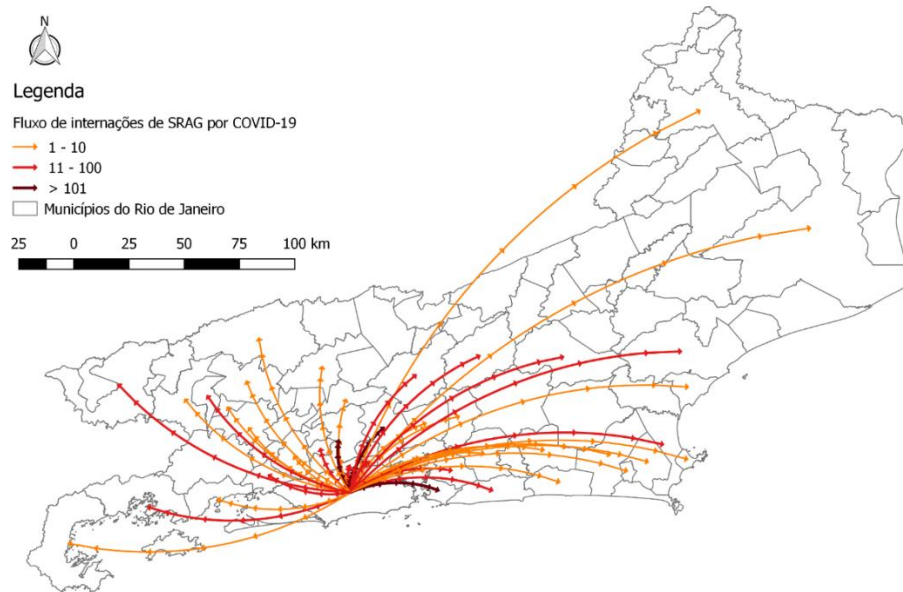 N
Legenda
Fluxo de internações de SRAG por COVID-19
1 - 10
11 - 100
> 101
Municípios do Rio de Janeiro
25 0 25 50 75 100 km